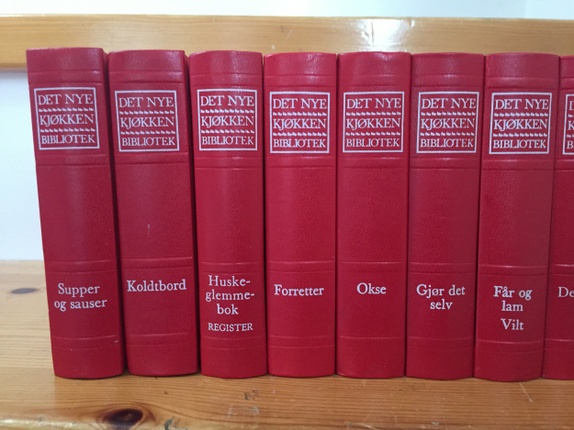 DET NYE
KJØKKEN
BIBLIOTEK
Supper
og sauser
DET NYE
KJØKKEN
BIBLIOTEK
Koldtbord
DET NYE
KJØKKEN
BIBLIOTEK
Huske-
glemme-
bok
REGISTER
DET NYE
KJØKKEN
BIBLIOTEK
Forretter
DET NYE
KJØKKEN
BIBLIOTEK
Okse
DET NYE
KJØKKEN
BIBLIOTEK
Gjør det
selv
DET NYE
KJØKKEN
BIBLIOTEK
Får og
lam
Vilt